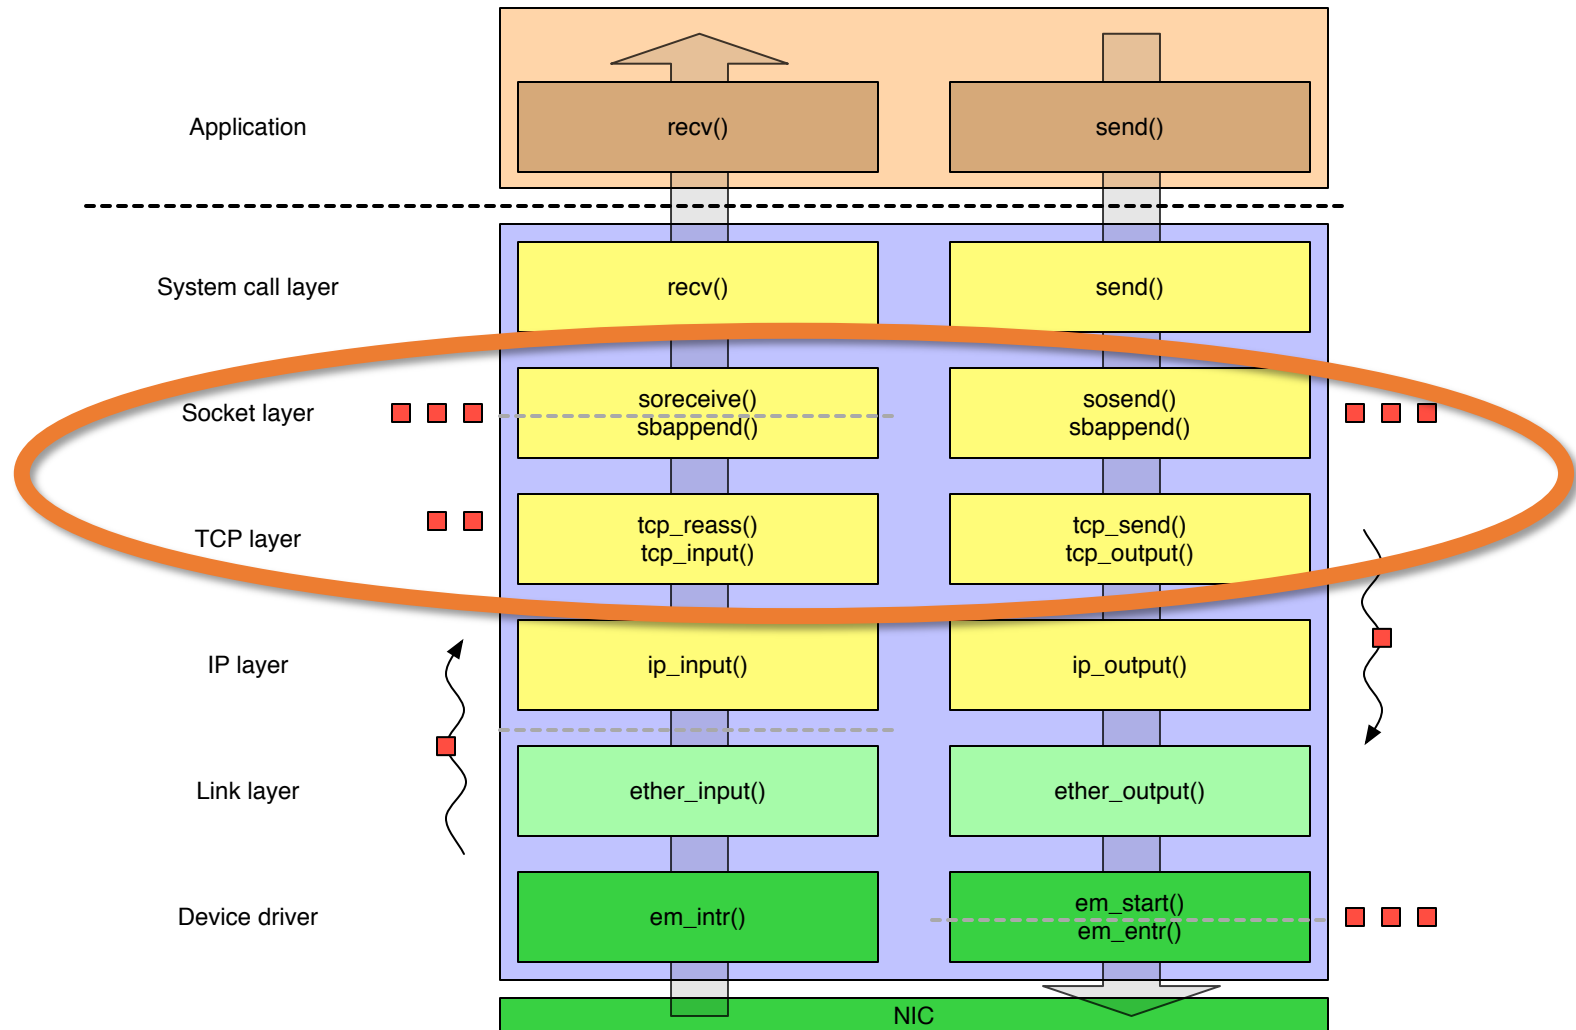 Application
recv()
send()
System call layer
recv()
send()
Socket layer
soreceive()
sbappend()
sosend()
sbappend()
TCP layer
tcp_reass()
tcp_input()
tcp_send()
tcp_output()
IP layer
ip_input()
ip_output()
Link layer
ether_input()
ether_output()
Device driver
em_intr()
em_start()
em_entr()
NIC